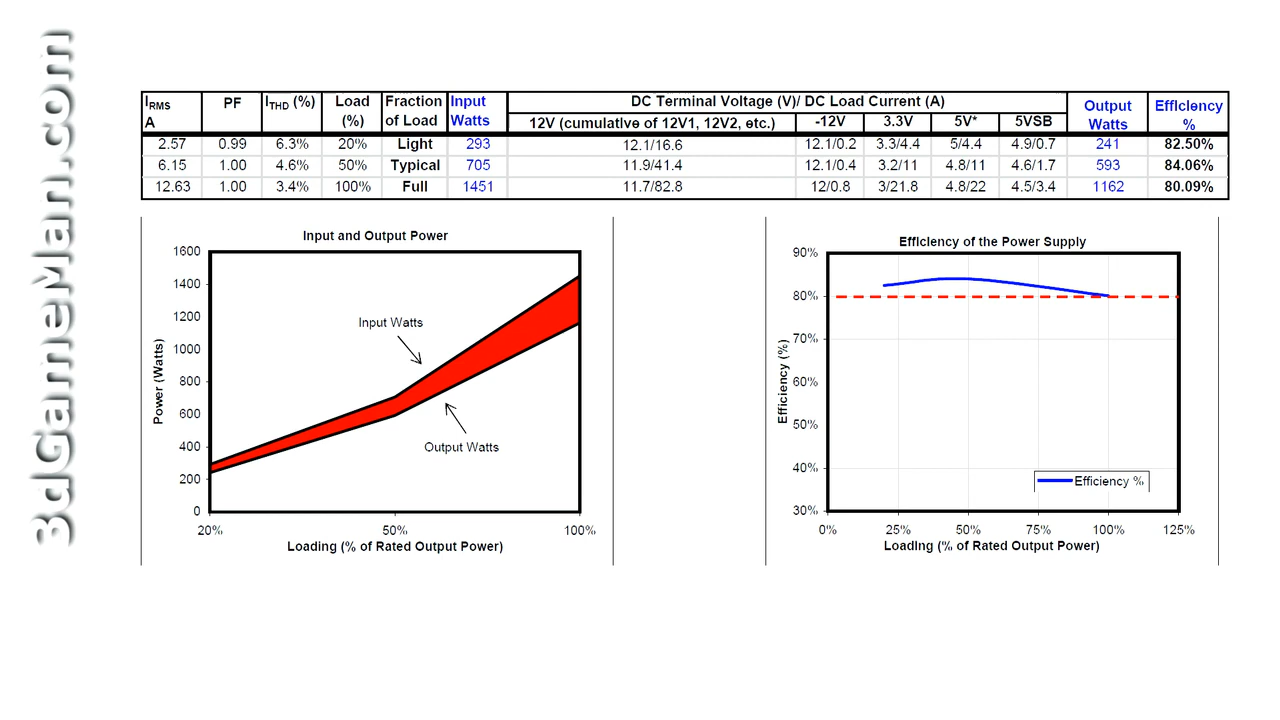 3dGameMan.com
I_RMS A PF I_THD (%) Load (%) Fraction of Load Input Watts DC Terminal Voltage (V)/ DC Load Current (A) Output Watts Efficiency %
12V (cumulative of 12V1, 12V2, etc.) -12V 3.3V 5V* 5VSB
2.57 0.99 6.3% 20% Light 293 12.1/16.6 12.1/0.2 3.3/4.4 5/4.4 4.9/0.7 241 82.50%
6.15 1.00 4.6% 50% Typical 705 11.9/41.4 12.1/0.4 3.2/11 4.8/11 4.6/1.7 593 84.06%
12.63 1.00 3.4% 100% Full 1451 11.7/82.8 12/0.8 3/21.8 4.8/22 4.5/3.4 1162 80.09%
Input and Output Power
1600
1400
1200
1000
800
600
400
200
0
Power (Watts)
Input Watts
Output Watts
20% 50% 100%
Loading (% of Rated Output Power)
Efficiency of the Power Supply
90%
80%
70%
60%
50%
40%
30%
Efficiency (%)
Efficiency %
0% 25% 50% 75% 100% 125%
Loading (% of Rated Output Power)